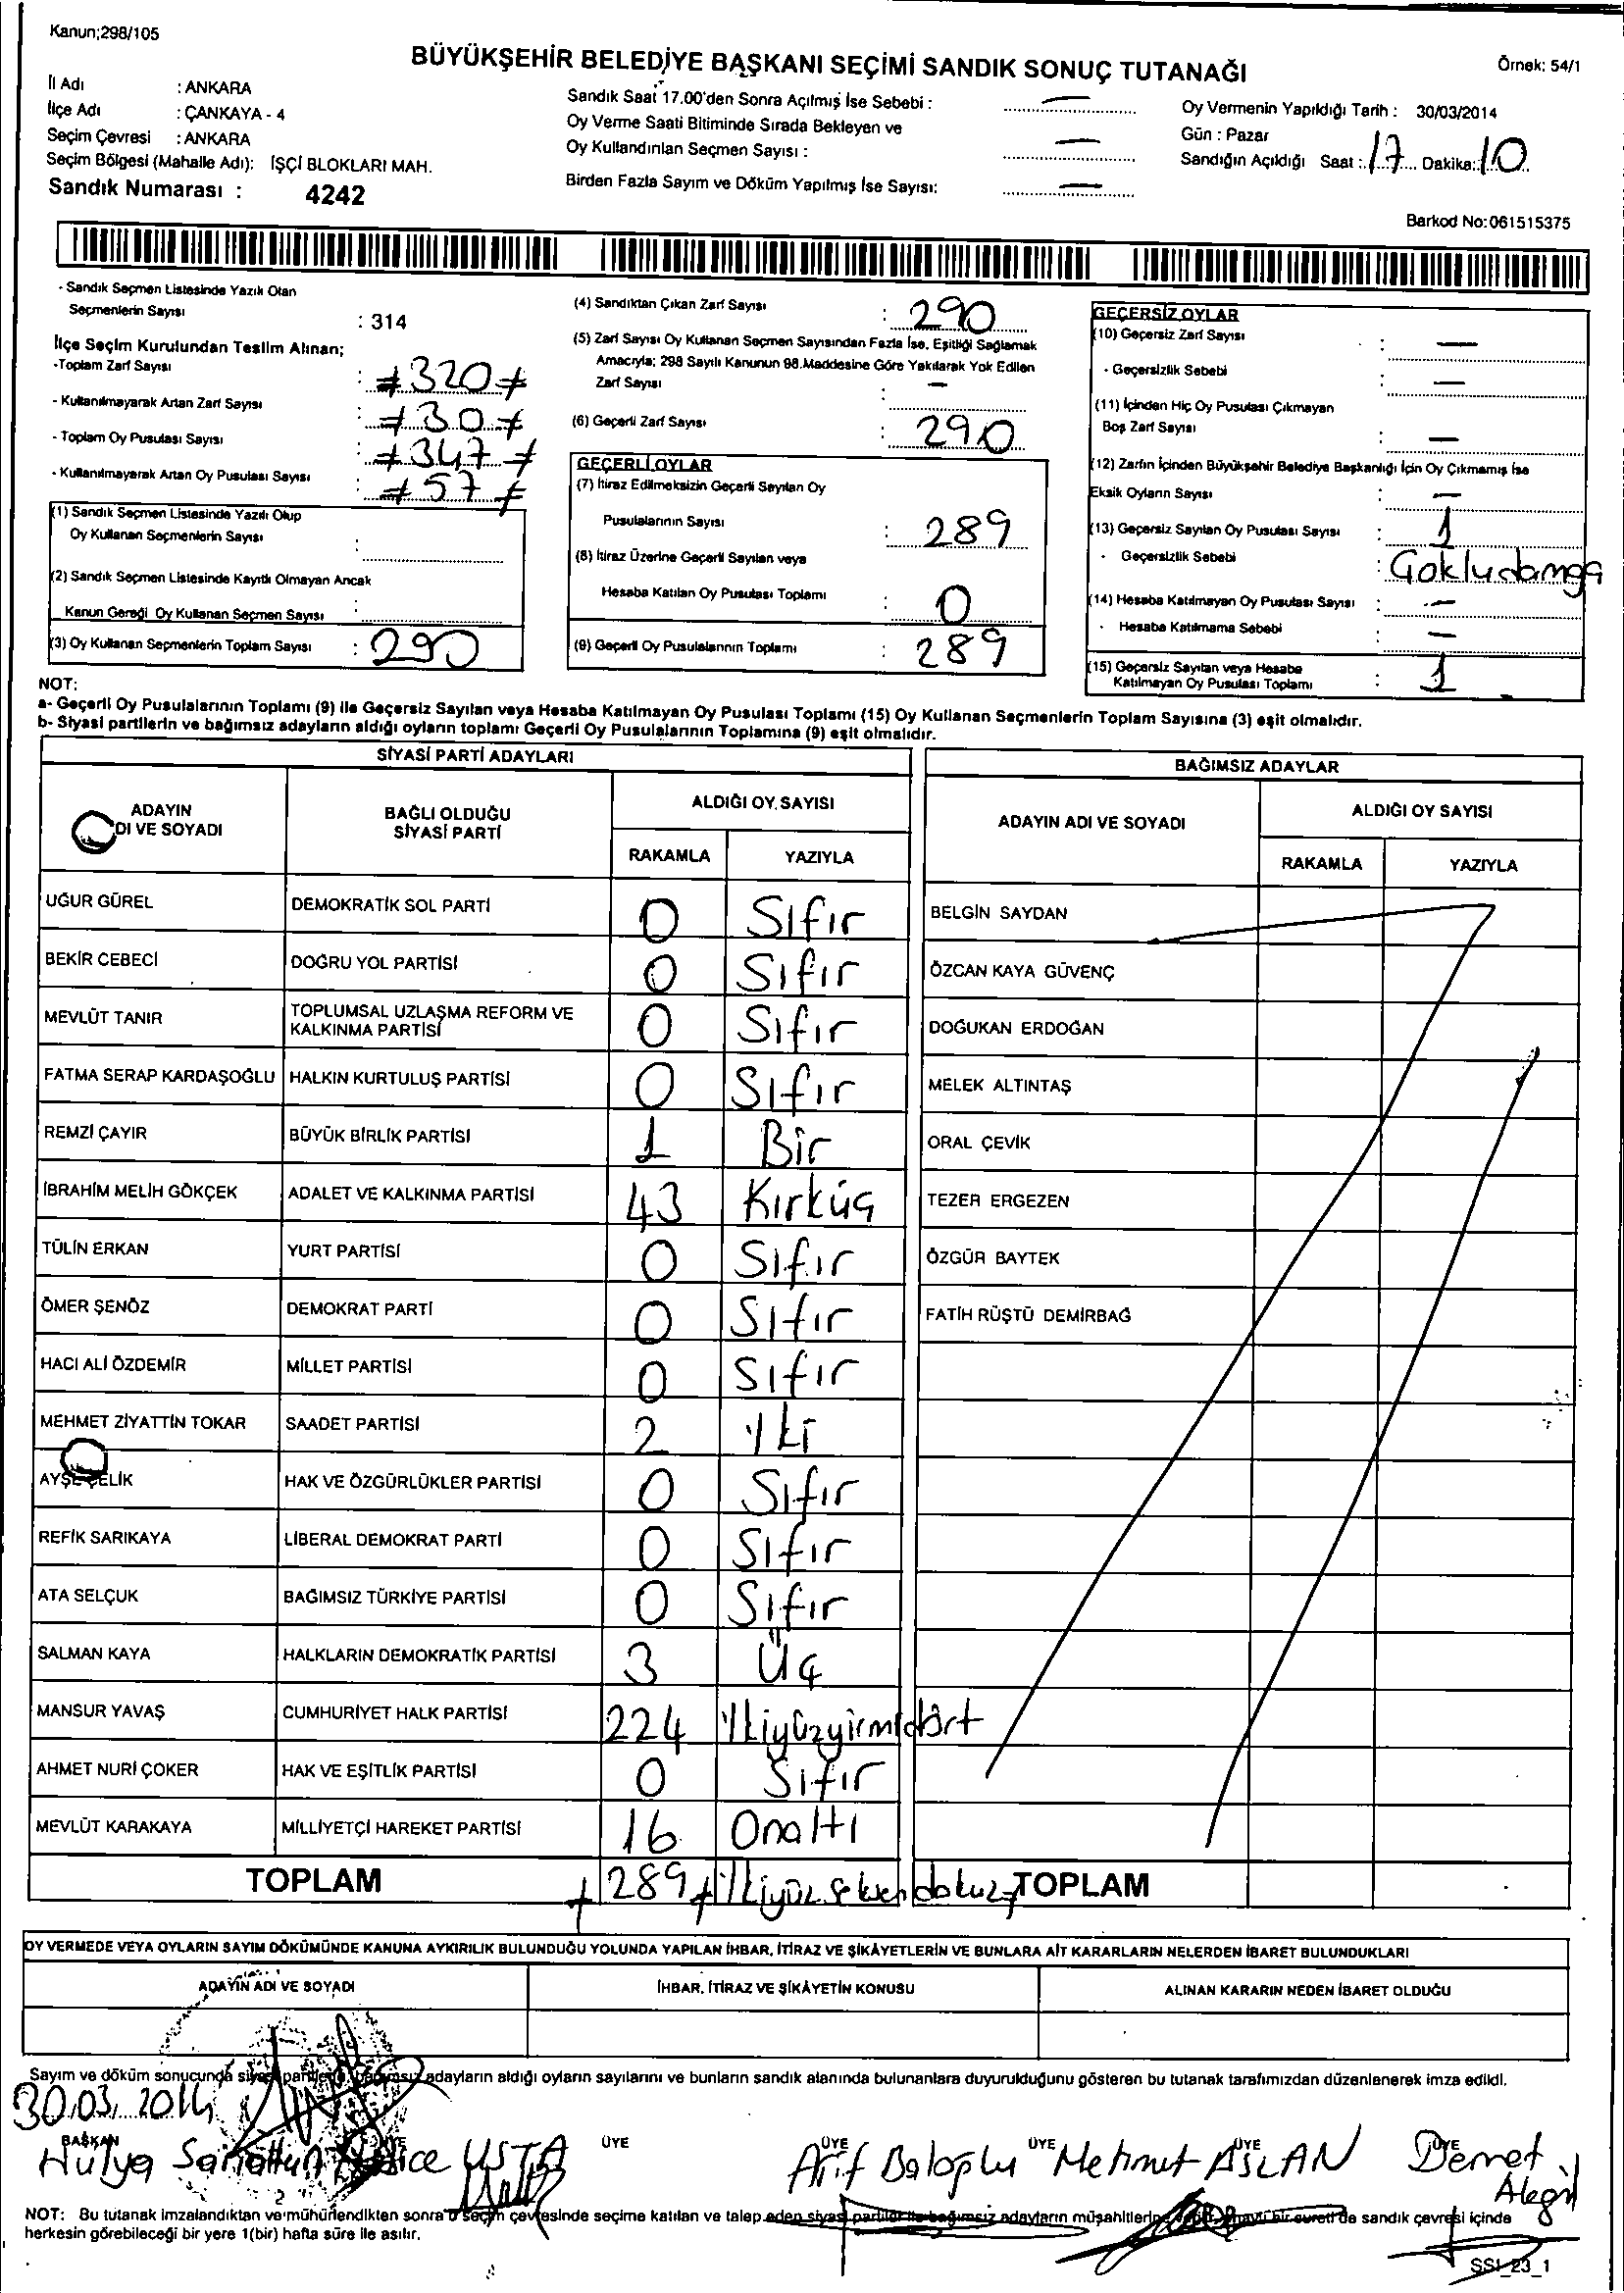 Kanun;298/105
BÜYÜKŞEHİR BELEDİYE BAŞKANI SEÇİMİ SANDIK SONUÇ TUTANAĞI
Örnek: 54/1
İl Adı : ANKARA
İlçe Adı : ÇANKAYA - 4
Seçim Çevresi : ANKARA
Seçim Bölgesi (Mahalle Adı): İŞÇİ BLOKLARI MAH.
Sandık Numarası : 4242
Sandık Saat 17.00'den Sonra Açılmış İse Sebebi : —
Oy Verme Saati Bitiminde Sırada Bekleyen ve
Oy Kullandırılan Seçmen Sayısı : —
Birden Fazla Sayım ve Döküm Yapılmış İse Sayısı: —
Oy Vermenin Yapıldığı Tarih : 30/03/2014
Gün : Pazar
Sandığın Açıldığı Saat : 17 Dakika: 10
Barkod No:061515375
- Sandık Seçmen Listesinde Yazılı Olan
Seçmenlerin Sayısı : 314
İlçe Seçim Kurulundan Teslim Alınan;
-Toplam Zarf Sayısı : 320
- Kullanılmayarak Artan Zarf Sayısı : 30
- Toplam Oy Pusulası Sayısı : 347
- Kullanılmayarak Artan Oy Pusulası Sayısı : 57
(1) Sandık Seçmen Listesinde Yazılı Olup
Oy Kullanan Seçmenlerin Sayısı :
(2) Sandık Seçmen Listesinde Kayıtlı Olmayan Ancak
Kanun Gereği Oy Kullanan Seçmen Sayısı :
(3) Oy Kullanan Seçmenlerin Toplam Sayısı : 290
(4) Sandıktan Çıkan Zarf Sayısı : 290
(5) Zarf Sayısı Oy Kullanan Seçmen Sayısından Fazla İse, Eşitliği Sağlamak
Amacıyla; 298 Sayılı Kanunun 98.Maddesine Göre Yakılarak Yok Edilen
Zarf Sayısı : —
(6) Geçerli Zarf Sayısı : 290
GEÇERLİ OYLAR
(7) İtiraz Edilmeksizin Geçerli Sayılan Oy
Pusulalarının Sayısı : 289
(8) İtiraz Üzerine Geçerli Sayılan veya
Hesaba Katılan Oy Pusulası Toplamı : 0
(9) Geçerli Oy Pusulalarının Toplamı : 289
GEÇERSİZ OYLAR
(10) Geçersiz Zarf Sayısı : —
- Geçersizlik Sebebi : —
(11) İçinden Hiç Oy Pusulası Çıkmayan
Boş Zarf Sayısı : —
(12) Zarfın İçinden Büyükşehir Belediye Başkanlığı İçin Oy Çıkmamış İse
Eksik Oyların Sayısı : —
(13) Geçersiz Sayılan Oy Pusulası Sayısı : 1
- Geçersizlik Sebebi : Çokludamga
(14) Hesaba Katılmayan Oy Pusulası Sayısı : —
- Hesaba Katılmama Sebebi : —
(15) Geçersiz Sayılan veya Hesaba
Katılmayan Oy Pusulası Toplamı : 1
NOT:
a- Geçerli Oy Pusulalarının Toplamı (9) ile Geçersiz Sayılan veya Hesaba Katılmayan Oy Pusulası Toplamı (15) Oy Kullanan Seçmenlerin Toplam Sayısına (3) eşit olmalıdır.
b- Siyasi partilerin ve bağımsız adayların aldığı oyların toplamı Geçerli Oy Pusulalarının Toplamına (9) eşit olmalıdır.
SİYASİ PARTİ ADAYLARI
ADAYIN DI VE SOYADI
BAĞLI OLDUĞU SİYASİ PARTİ
ALDIĞI OY SAYISI
RAKAMLA YAZIYLA
UĞUR GÜREL DEMOKRATİK SOL PARTİ 0 Sıfır
BEKİR CEBECİ DOĞRU YOL PARTİSİ 0 Sıfır
MEVLÜT TANIR TOPLUMSAL UZLAŞMA REFORM VE KALKINMA PARTİSİ 0 Sıfır
FATMA SERAP KARDAŞOĞLU HALKIN KURTULUŞ PARTİSİ 0 Sıfır
REMZİ ÇAYIR BÜYÜK BİRLİK PARTİSİ 1 Bir
İBRAHİM MELİH GÖKÇEK ADALET VE KALKINMA PARTİSİ 43 Kırküç
TÜLİN ERKAN YURT PARTİSİ 0 Sıfır
ÖMER ŞENÖZ DEMOKRAT PARTİ 0 Sıfır
HACI ALİ ÖZDEMİR MİLLET PARTİSİ 0 Sıfır
MEHMET ZİYATTİN TOKAR SAADET PARTİSİ 2 İki
AYŞE ÇELİK HAK VE ÖZGÜRLÜKLER PARTİSİ 0 Sıfır
REFİK SARIKAYA LİBERAL DEMOKRAT PARTİ 0 Sıfır
ATA SELÇUK BAĞIMSIZ TÜRKİYE PARTİSİ 0 Sıfır
SALMAN KAYA HALKLARIN DEMOKRATİK PARTİSİ 3 Üç
MANSUR YAVAŞ CUMHURİYET HALK PARTİSİ 224 İkiyüzyirmidört
AHMET NURİ ÇOKER HAK VE EŞİTLİK PARTİSİ 0 Sıfır
MEVLÜT KARAKAYA MİLLİYETÇİ HAREKET PARTİSİ 16 Onaltı
TOPLAM 289 İkiyüzseksendokuz
BAĞIMSIZ ADAYLAR
ADAYIN ADI VE SOYADI
ALDIĞI OY SAYISI
RAKAMLA YAZIYLA
BELGİN SAYDAN
ÖZCAN KAYA GÜVENÇ
DOĞUKAN ERDOĞAN
MELEK ALTINTAŞ
ORAL ÇEVİK
TEZER ERGEZEN
ÖZGÜR BAYTEK
FATİH RÜŞTÜ DEMİRBAĞ
TOPLAM
OY VERMEDE VEYA OYLARIN SAYIM DÖKÜMÜNDE KANUNA AYKIRILIK BULUNDUĞU YOLUNDA YAPILAN İHBAR, İTİRAZ VE ŞİKÂYETLERİN VE BUNLARA AİT KARARLARIN NELERDEN İBARET BULUNDUKLARI
ADAYIN ADI VE SOYADI
İHBAR, İTİRAZ VE ŞİKÂYETİN KONUSU
ALINAN KARARIN NEDEN İBARET OLDUĞU
Sayım ve döküm sonucunda adayların aldığı oyların sayılarını ve bunların sandık alanında bulunanlara duyurulduğunu gösteren bu tutanak tarafımızdan düzenlenerek imza edildi.
30.03.2014
BAŞKAN ÜYE ÜYE ÜYE ÜYE ÜYE
Hülya USTA Arif Mehmet ASLAN Demet
NOT: Bu tutanak imzalandıktan ve mühürlendikten sonra seçim çevresinde seçime katılan ve talep eden siyasi partiler ile bağımsız adayların müşahitlerine bir sureti de sandık çevresi içinde
herkesin görebileceği bir yere 1(bir) hafta süre ile asılır.
SSI_23_1